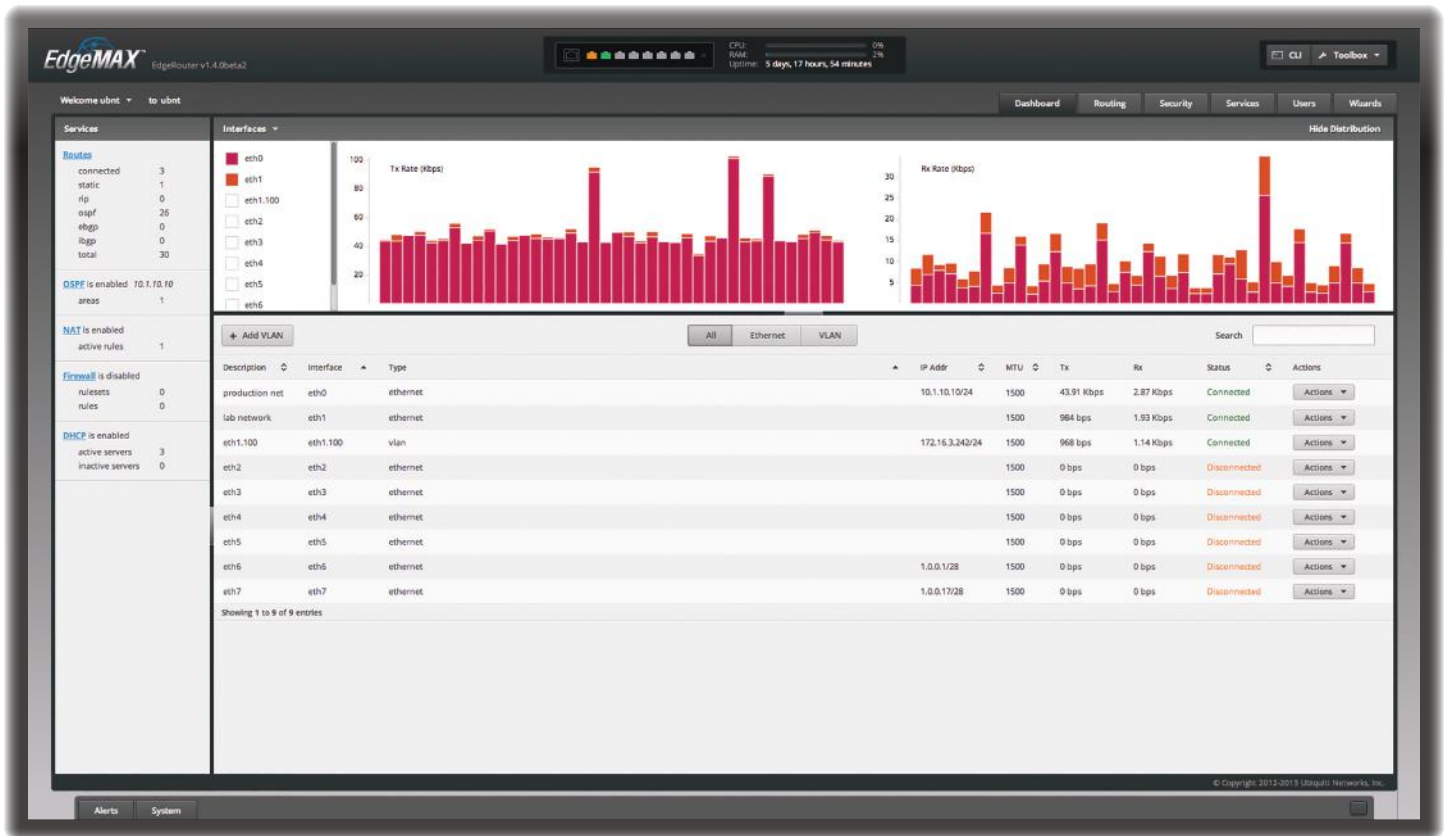 EdgeMAX™ EdgeRouter v1.4.0beta2
CPU: 0%
RAM: 2%
Uptime: 5 days, 17 hours, 54 minutes
CLI Toolbox
Welcome ubnt to ubnt
Dashboard Routing Security Services Users Wizards
Services
Routes
connected 3
static 1
rip 0
ospf 26
ebgp 0
ibgp 0
total 30
OSPF is enabled 10.1.10.10
areas 1
NAT is enabled
active rules 1
Firewall is disabled
rulesets 0
rules 0
DHCP is enabled
active servers 3
inactive servers 0
Interfaces
Hide Distribution
eth0
eth1
eth1.100
eth2
eth3
eth4
eth5
eth6
Tx Rate (Kbps)
100
80
60
40
20
Rx Rate (Kbps)
30
25
20
15
10
5
+ Add VLAN
All Ethernet VLAN
Search
Description Interface Type IP Addr MTU Tx Rx Status Actions
production net eth0 ethernet 10.1.10.10/24 1500 43.91 Kbps 2.87 Kbps Connected Actions
lab network eth1 ethernet 1500 984 bps 1.93 Kbps Connected Actions
eth1.100 eth1.100 vlan 172.16.3.242/24 1500 968 bps 1.14 Kbps Connected Actions
eth2 eth2 ethernet 1500 0 bps 0 bps Disconnected Actions
eth3 eth3 ethernet 1500 0 bps 0 bps Disconnected Actions
eth4 eth4 ethernet 1500 0 bps 0 bps Disconnected Actions
eth5 eth5 ethernet 1500 0 bps 0 bps Disconnected Actions
eth6 eth6 ethernet 1.0.0.1/28 1500 0 bps 0 bps Disconnected Actions
eth7 eth7 ethernet 1.0.0.17/28 1500 0 bps 0 bps Disconnected Actions
Showing 1 to 9 of 9 entries
© Copyright 2012-2013 Ubiquiti Networks, Inc.
Alerts System